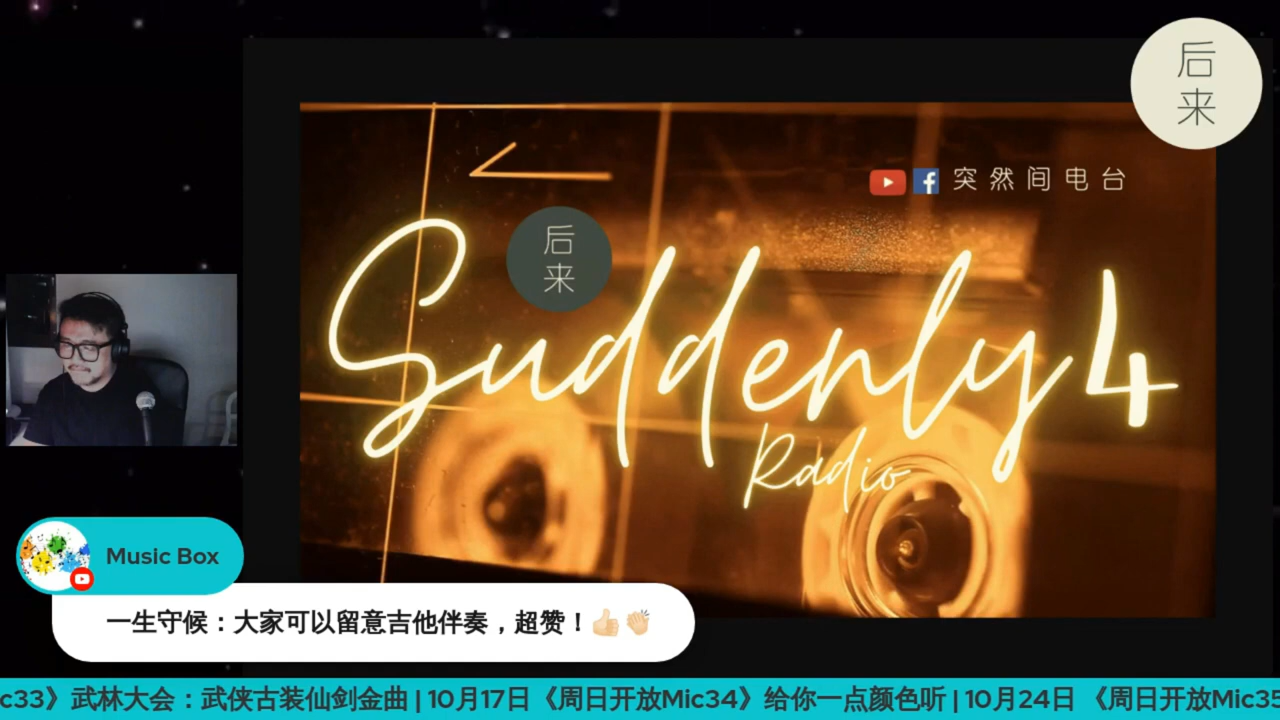 后
来
突然间电台
后
来
Suddenly 4
Radio
Music Box
一生守候：大家可以留意吉他伴奏，超赞！👍🏻👏🏻
c33》武林大会：武侠古装仙剑金曲 | 10月17日《周日开放Mic34》给你一点颜色听 | 10月24日 《周日开放Mic35